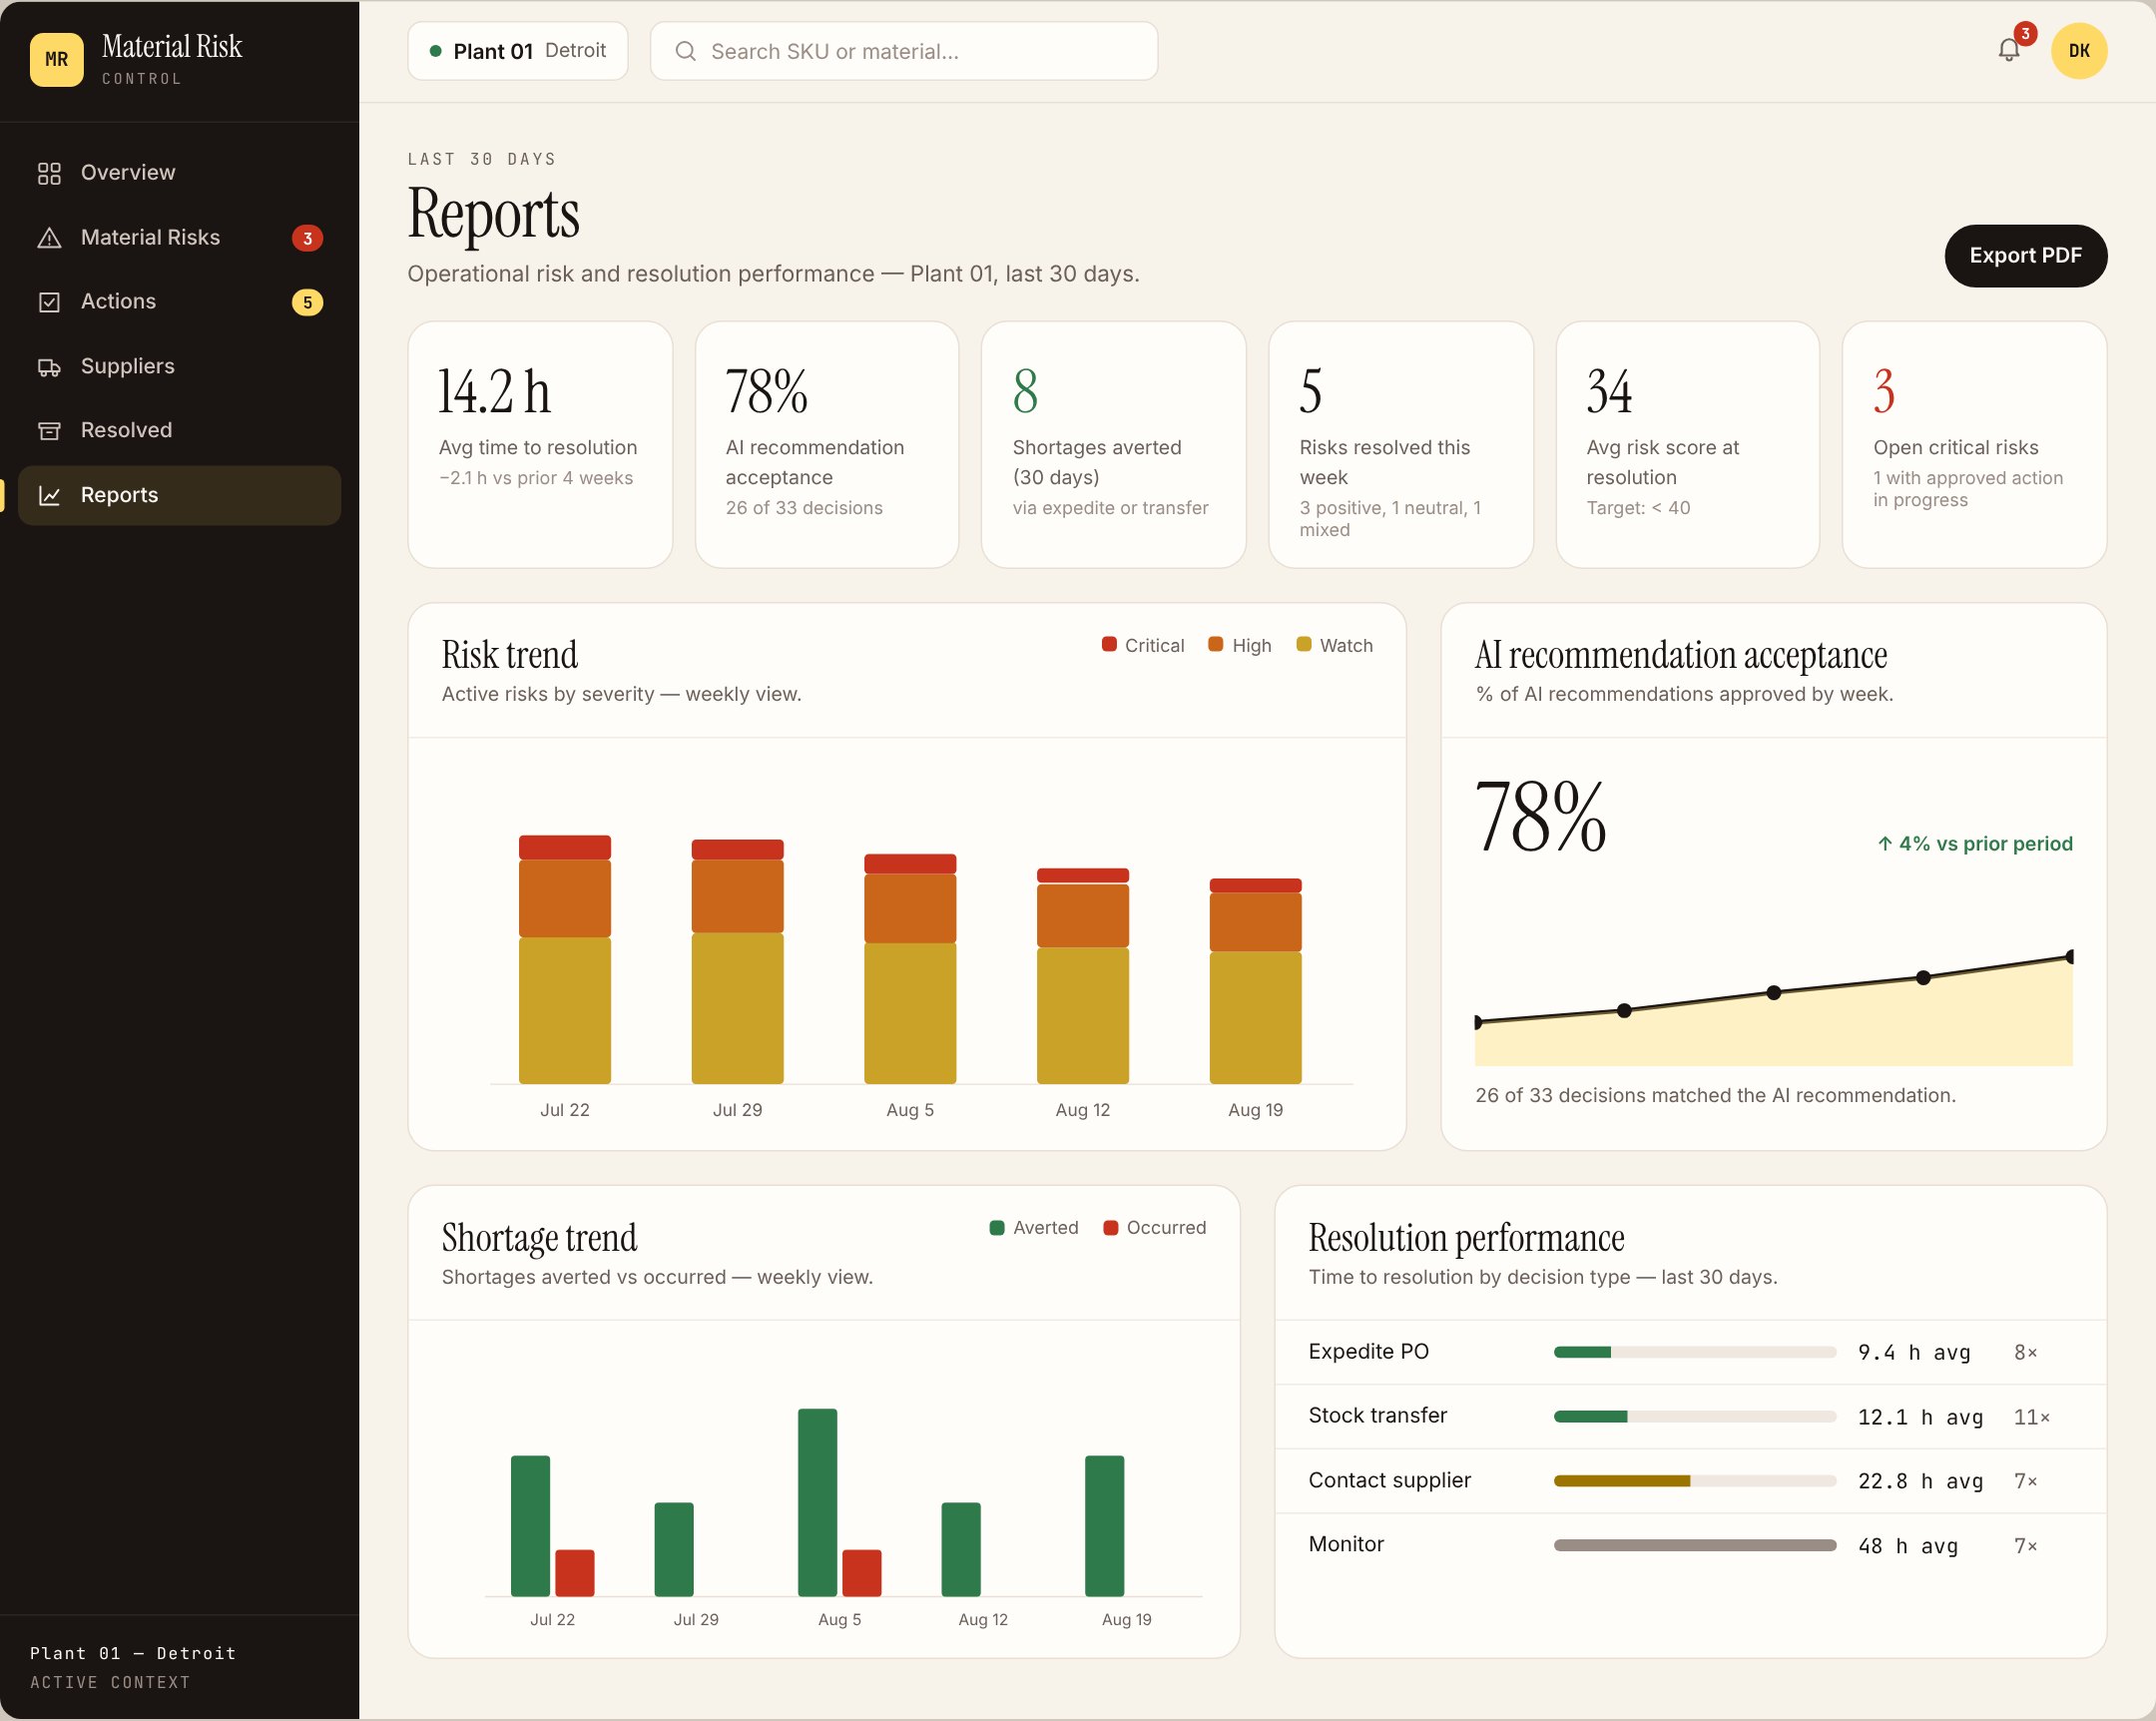 MR
Material Risk
CONTROL
Overview
Material Risks 3
Actions 5
Suppliers
Resolved
Reports
Plant 01 — Detroit
ACTIVE CONTEXT
Plant 01 Detroit
Search SKU or material...
3
DK
LAST 30 DAYS
Reports
Operational risk and resolution performance — Plant 01, last 30 days.
Export PDF
14.2 h
Avg time to resolution
−2.1 h vs prior 4 weeks
78%
AI recommendation
acceptance
26 of 33 decisions
8
Shortages averted
(30 days)
via expedite or transfer
5
Risks resolved this
week
3 positive, 1 neutral, 1
mixed
34
Avg risk score at
resolution
Target: < 40
3
Open critical risks
1 with approved action
in progress
Risk trend
Active risks by severity — weekly view.
Critical High Watch
Jul 22 Jul 29 Aug 5 Aug 12 Aug 19
AI recommendation acceptance
% of AI recommendations approved by week.
78%
↑ 4% vs prior period
26 of 33 decisions matched the AI recommendation.
Shortage trend
Shortages averted vs occurred — weekly view.
Averted Occurred
Jul 22 Jul 29 Aug 5 Aug 12 Aug 19
Resolution performance
Time to resolution by decision type — last 30 days.
Expedite PO 9.4 h avg 8×
Stock transfer 12.1 h avg 11×
Contact supplier 22.8 h avg 7×
Monitor 48 h avg 7×